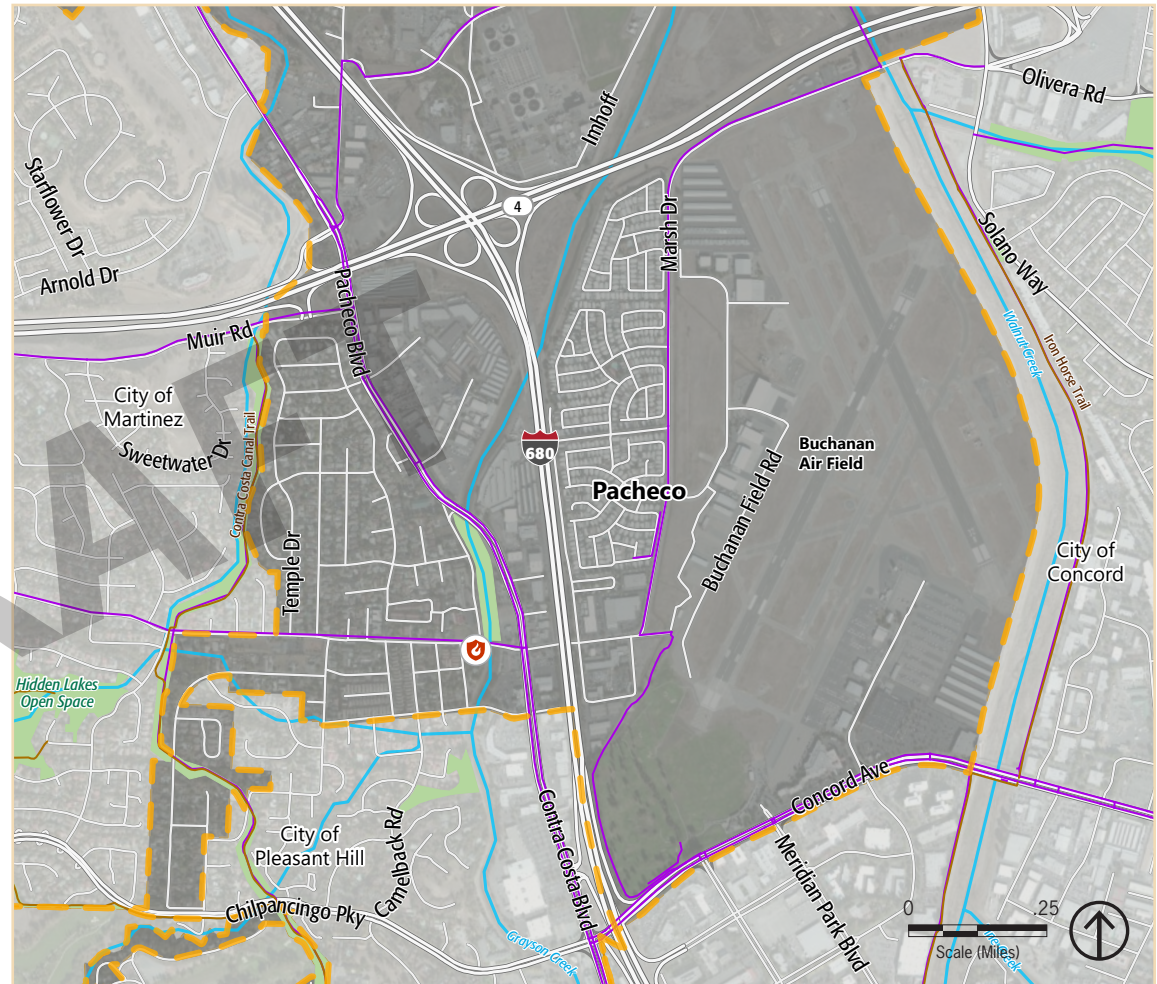 Olivera Rd
Imhoff
Starflower Dr
4
Marsh Dr
Solano Way
Arnold Dr
Pacheco Blvd
Muir Rd
Walnut Creek
Iron Horse Trail
City of
Martinez
Sweetwater Dr
Contra Costa Canal Trail
680
Buchanan
Air Field
Pacheco
Buchanan Field Rd
City of
Concord
Temple Dr
Hidden Lakes
Open Space
Concord Ave
Contra Costa Blvd
City of
Pleasant Hill
Camelback Rd
Meridian Park Blvd
Chilpancingo Pky
Grayson Creek
0 .25
Scale (Miles)